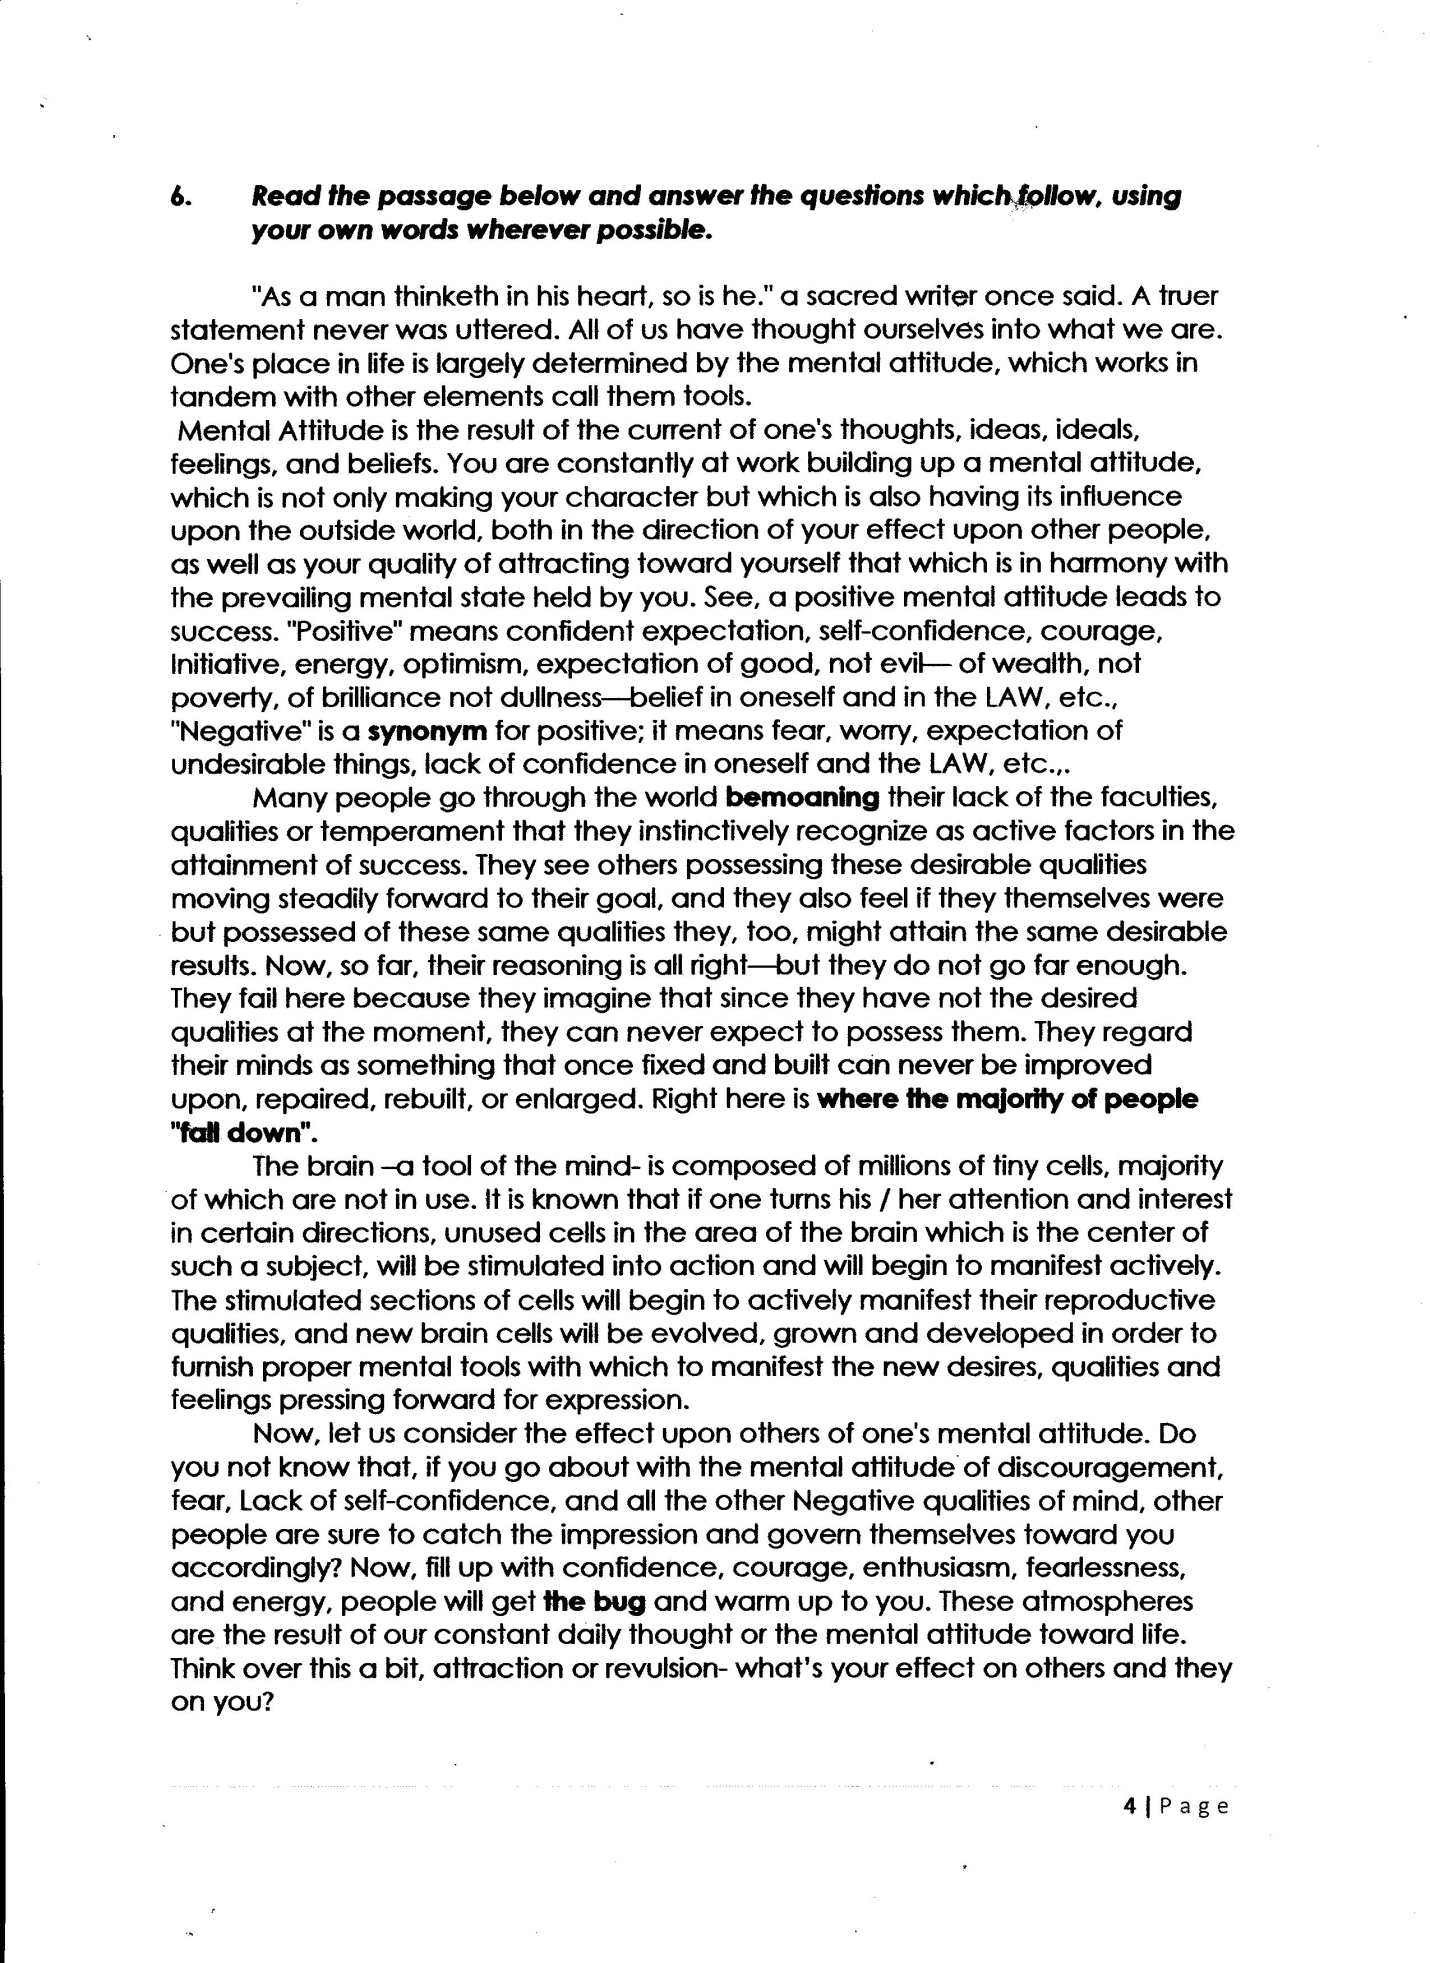 6. Read the passage below and answer the questions which follow, using
your own words wherever possible.
"As a man thinketh in his heart, so is he." a sacred writer once said. A truer
statement never was uttered. All of us have thought ourselves into what we are.
One's place in life is largely determined by the mental attitude, which works in
tandem with other elements call them tools.
Mental Attitude is the result of the current of one's thoughts, ideas, ideals,
feelings, and beliefs. You are constantly at work building up a mental attitude,
which is not only making your character but which is also having its influence
upon the outside world, both in the direction of your effect upon other people,
as well as your quality of attracting toward yourself that which is in harmony with
the prevailing mental state held by you. See, a positive mental attitude leads to
success. "Positive" means confident expectation, self-confidence, courage,
Initiative, energy, optimism, expectation of good, not evil— of wealth, not
poverty, of brilliance not dullness—belief in oneself and in the LAW, etc.,
"Negative" is a synonym for positive; it means fear, worry, expectation of
undesirable things, lack of confidence in oneself and the LAW, etc.,.
Many people go through the world bemoaning their lack of the faculties,
qualities or temperament that they instinctively recognize as active factors in the
attainment of success. They see others possessing these desirable qualities
moving steadily forward to their goal, and they also feel if they themselves were
but possessed of these same qualities they, too, might attain the same desirable
results. Now, so far, their reasoning is all right—but they do not go far enough.
They fail here because they imagine that since they have not the desired
qualities at the moment, they can never expect to possess them. They regard
their minds as something that once fixed and built can never be improved
upon, repaired, rebuilt, or enlarged. Right here is where the majority of people
"fall down".
The brain –a tool of the mind- is composed of millions of tiny cells, majority
of which are not in use. It is known that if one turns his / her attention and interest
in certain directions, unused cells in the area of the brain which is the center of
such a subject, will be stimulated into action and will begin to manifest actively.
The stimulated sections of cells will begin to actively manifest their reproductive
qualities, and new brain cells will be evolved, grown and developed in order to
furnish proper mental tools with which to manifest the new desires, qualities and
feelings pressing forward for expression.
Now, let us consider the effect upon others of one's mental attitude. Do
you not know that, if you go about with the mental attitude of discouragement,
fear, Lack of self-confidence, and all the other Negative qualities of mind, other
people are sure to catch the impression and govern themselves toward you
accordingly? Now, fill up with confidence, courage, enthusiasm, fearlessness,
and energy, people will get the bug and warm up to you. These atmospheres
are the result of our constant daily thought or the mental attitude toward life.
Think over this a bit, attraction or revulsion- what's your effect on others and they
on you?
4 | Page